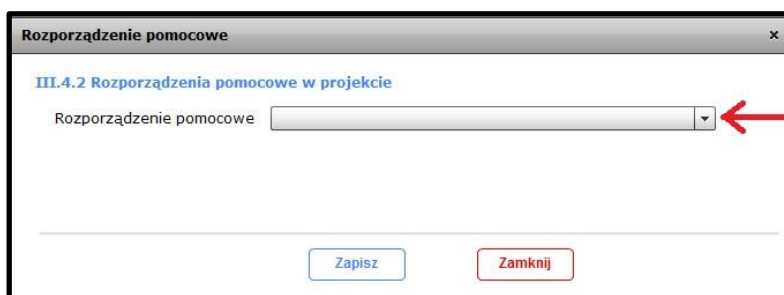 Rozporządzenie pomocowe
III.4.2 Rozporządzenia pomocowe w projekcie
Rozporządzenie pomocowe
Zapisz Zamknij